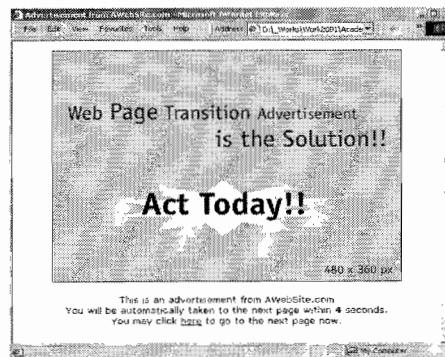 Advertisement from AWebSite.com - Microsoft Internet Explorer
File Edit View Favorites Tools Help Address D:\_Works\Work2001\Acade
Web Page Transition Advertisement
is the Solution!!
Act Today!!
480 x 360 px
This is an advertisement from AWebSite.com
You will be automatically taken to the next page within 4 seconds.
You may click here to go to the next page now.
My Computer